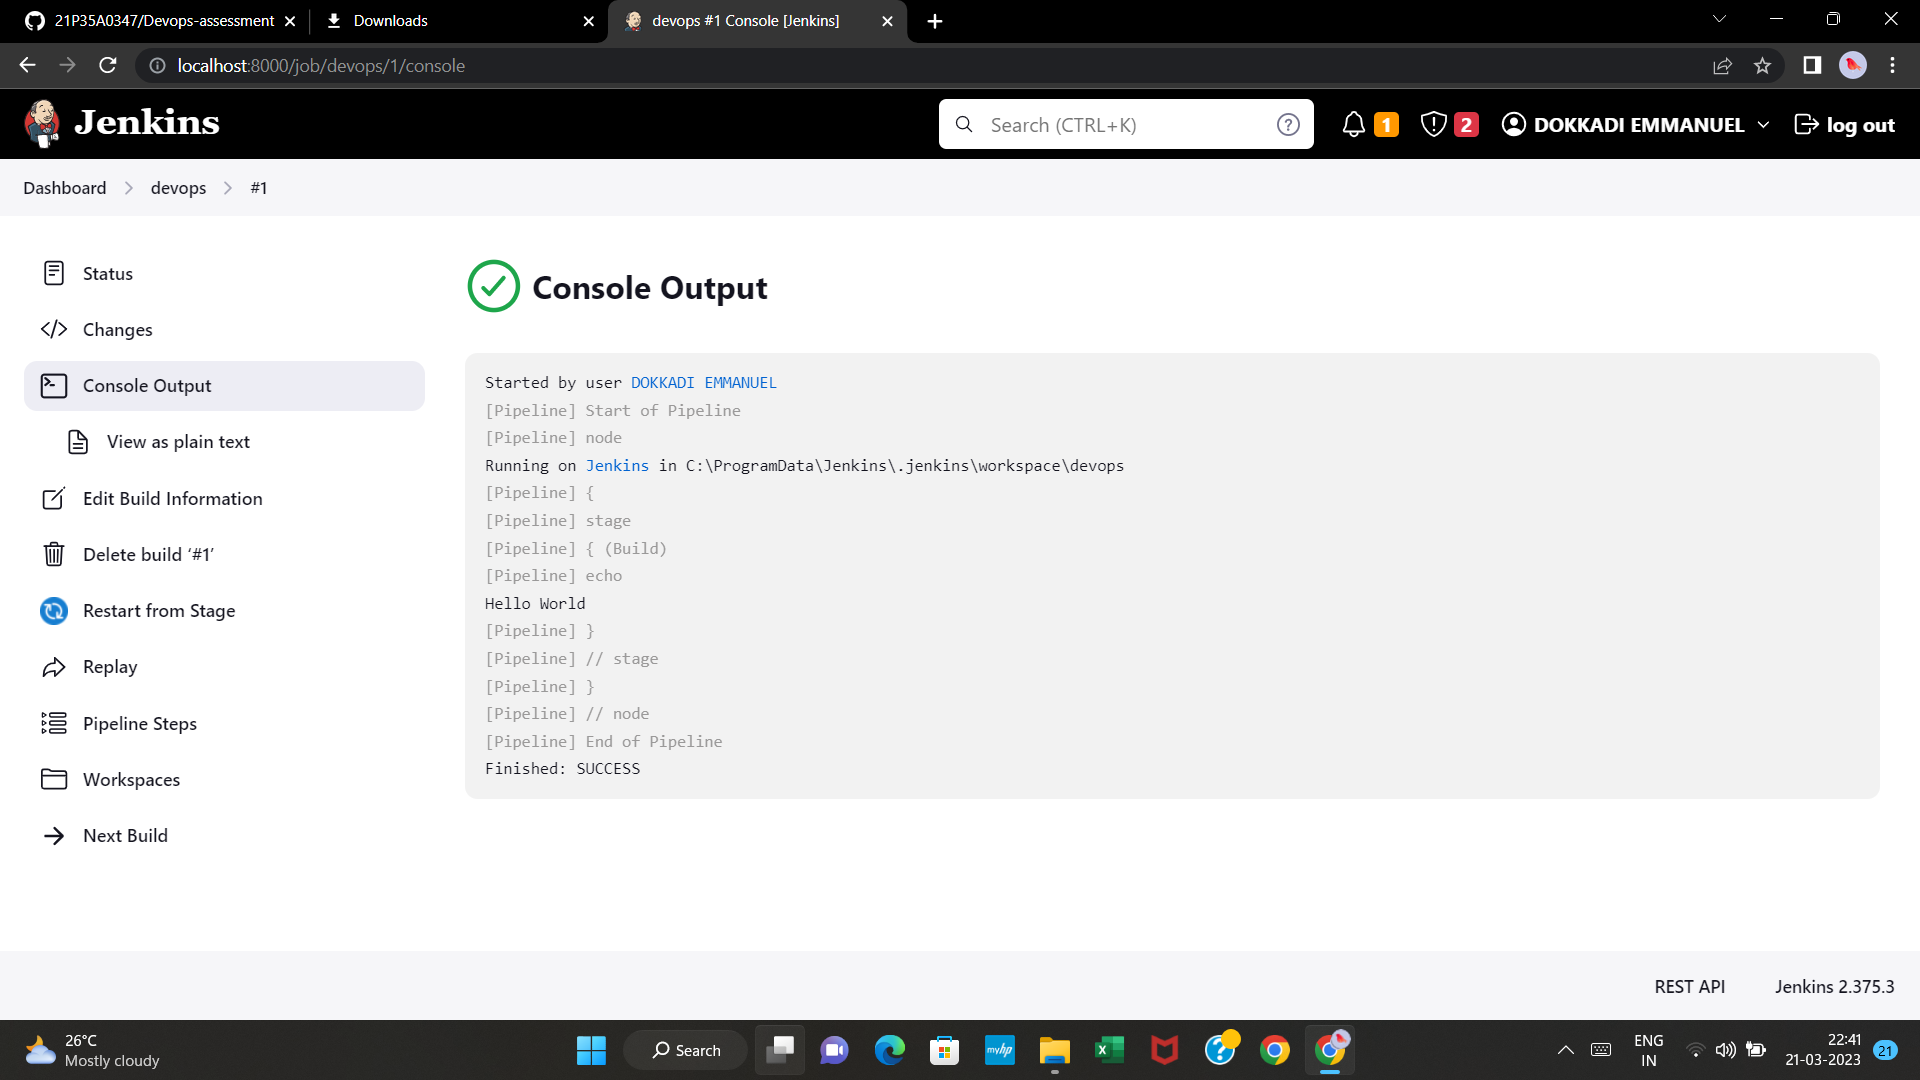 21P35A0347/Devops-assessment
Downloads
devops #1 Console [Jenkins]
localhost:8000/job/devops/1/console
Jenkins
Search (CTRL+K)
?
1
2
DOKKADI EMMANUEL
log out
Dashboard
devops
#1
Status
Changes
Console Output
View as plain text
Edit Build Information
Delete build ‘#1’
Restart from Stage
Replay
Pipeline Steps
Workspaces
Next Build
Console Output
Started by user DOKKADI EMMANUEL
[Pipeline] Start of Pipeline
[Pipeline] node
Running on Jenkins in C:\ProgramData\Jenkins\.jenkins\workspace\devops
[Pipeline] {
[Pipeline] stage
[Pipeline] { (Build)
[Pipeline] echo
Hello World
[Pipeline] }
[Pipeline] // stage
[Pipeline] }
[Pipeline] // node
[Pipeline] End of Pipeline
Finished: SUCCESS
REST API
Jenkins 2.375.3
26°C
Mostly cloudy
Search
myhp
ENG
IN
22:41
21-03-2023
21